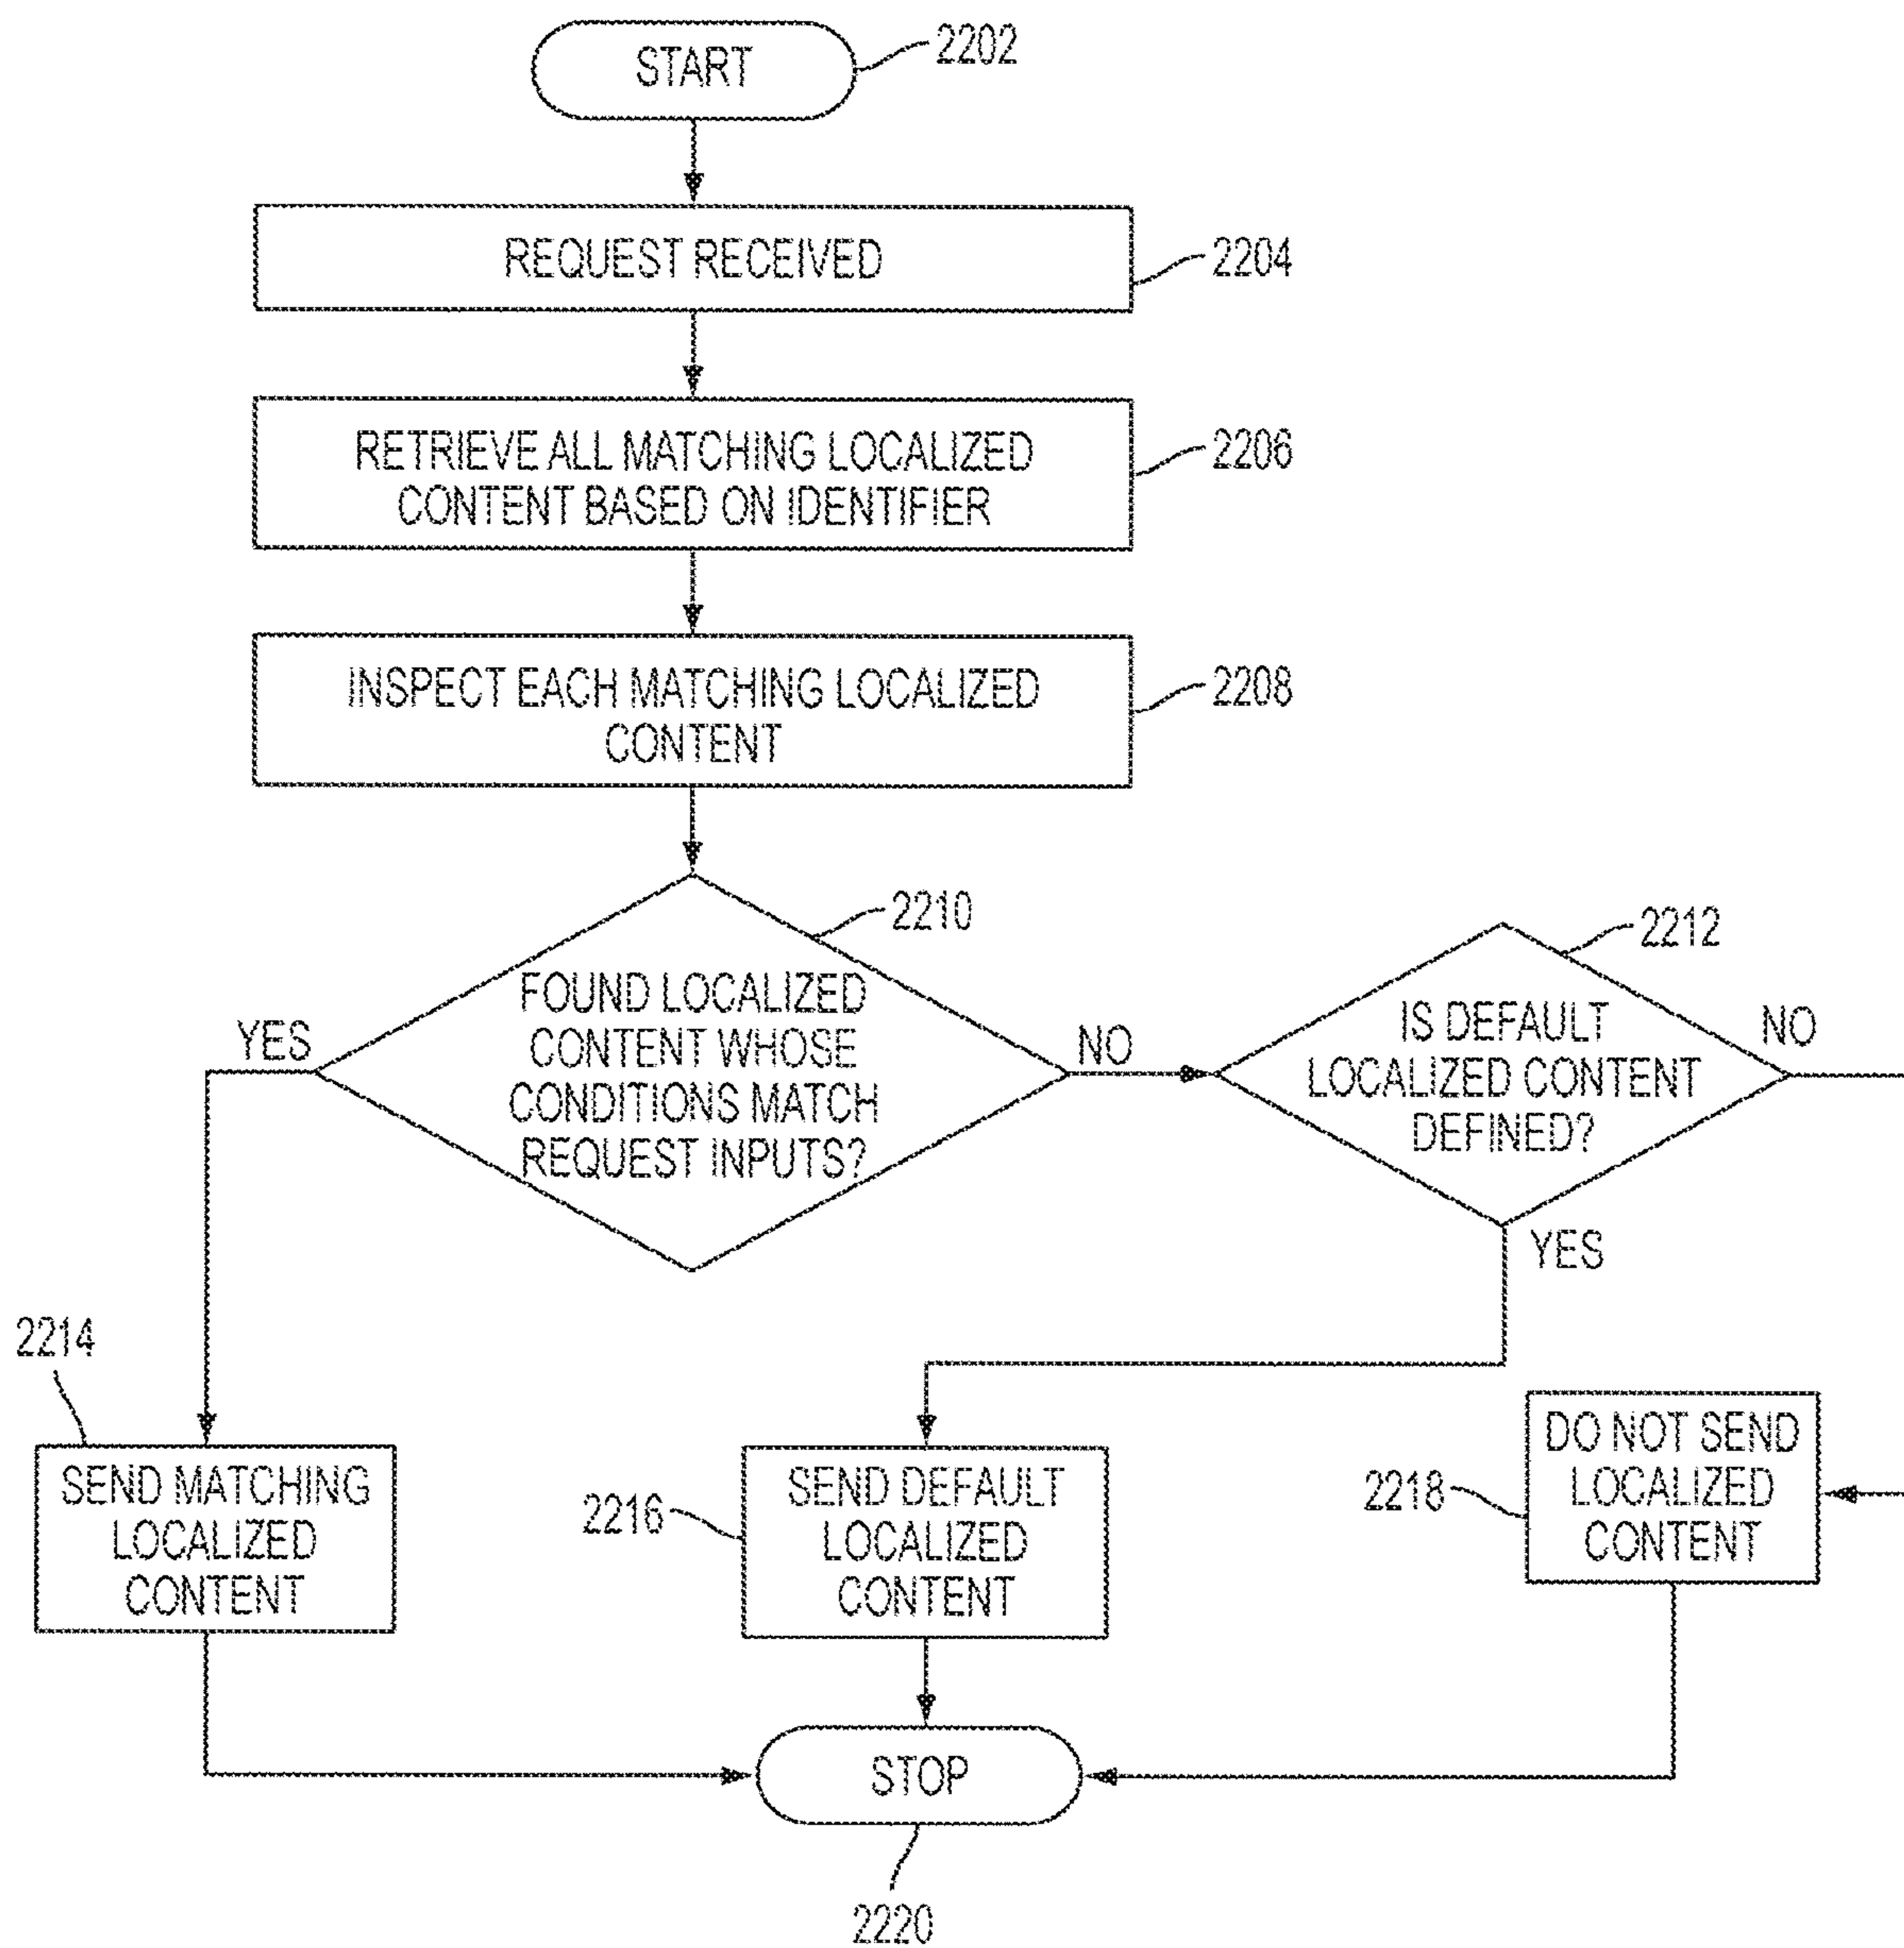 START
2202
REQUEST RECEIVED
2204
RETRIEVE ALL MATCHING LOCALIZED
CONTENT BASED ON IDENTIFIER
2206
INSPECT EACH MATCHING LOCALIZED
CONTENT
2208
2210
FOUND LOCALIZED
CONTENT WHOSE
CONDITIONS MATCH
REQUEST INPUTS?
YES
NO
2212
IS DEFAULT
LOCALIZED CONTENT
DEFINED?
NO
YES
2214
SEND MATCHING
LOCALIZED
CONTENT
2216
SEND DEFAULT
LOCALIZED
CONTENT
2218
DO NOT SEND
LOCALIZED
CONTENT
STOP
2220